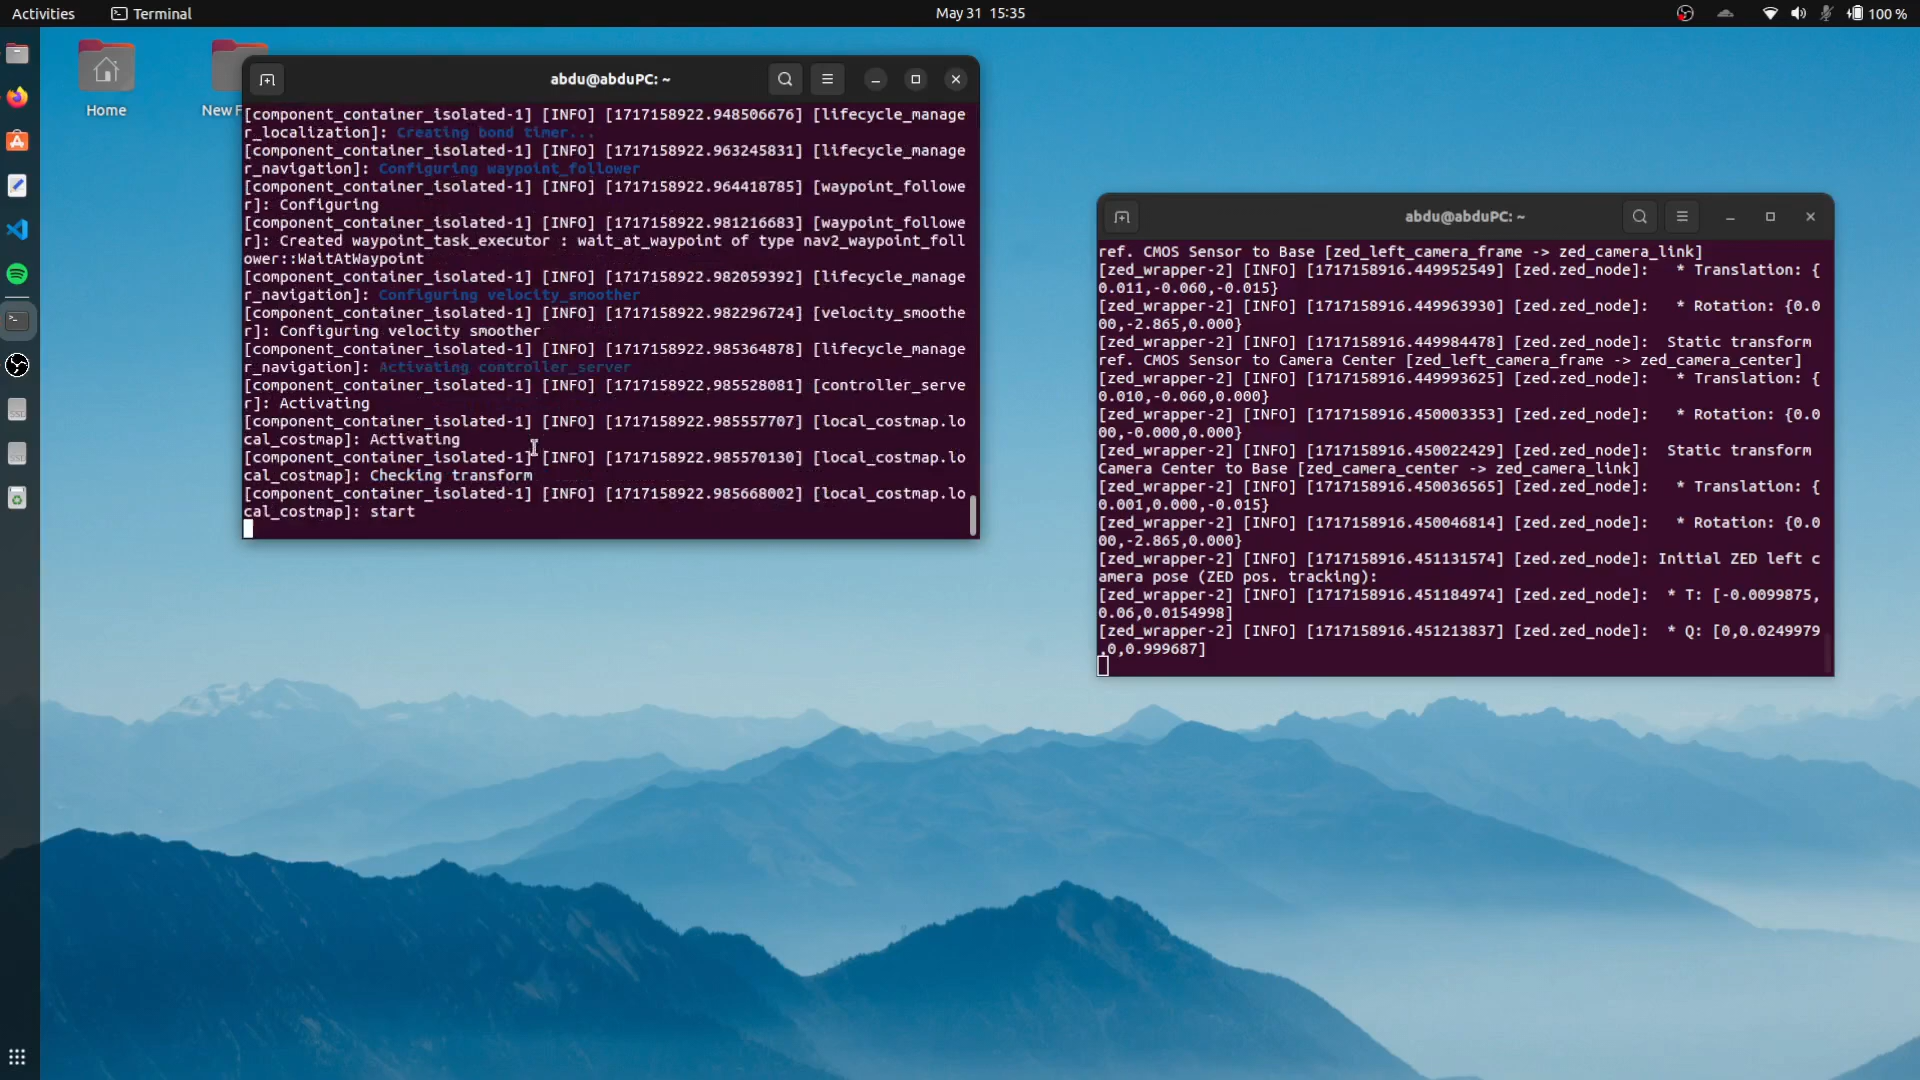 Activities
Terminal
May 31 15:35
100 %
Home
New F
abdu@abduPC: ~
[component_container_isolated-1] [INFO] [1717158922.948506676] [lifecycle_manage
r_localization]: Creating bond timer...
[component_container_isolated-1] [INFO] [1717158922.963245831] [lifecycle_manage
r_navigation]: Configuring waypoint_follower
[component_container_isolated-1] [INFO] [1717158922.964418785] [waypoint_followe
r]: Configuring
[component_container_isolated-1] [INFO] [1717158922.981216683] [waypoint_followe
r]: Created waypoint_task_executor : wait_at_waypoint of type nav2_waypoint_foll
ower::WaitAtWaypoint
[component_container_isolated-1] [INFO] [1717158922.982059392] [lifecycle_manage
r_navigation]: Configuring velocity_smoother
[component_container_isolated-1] [INFO] [1717158922.982296724] [velocity_smoothe
r]: Configuring velocity smoother
[component_container_isolated-1] [INFO] [1717158922.985364878] [lifecycle_manage
r_navigation]: Activating controller_server
[component_container_isolated-1] [INFO] [1717158922.985528081] [controller_serve
r]: Activating
[component_container_isolated-1] [INFO] [1717158922.985557707] [local_costmap.lo
cal_costmap]: Activating
[component_container_isolated-1] [INFO] [1717158922.985570130] [local_costmap.lo
cal_costmap]: Checking transform
[component_container_isolated-1] [INFO] [1717158922.985668002] [local_costmap.lo
cal_costmap]: start
abdu@abduPC: ~
ref. CMOS Sensor to Base [zed_left_camera_frame -> zed_camera_link]
[zed_wrapper-2] [INFO] [1717158916.449952549] [zed.zed_node]:  * Translation: {
0.011,-0.060,-0.015}
[zed_wrapper-2] [INFO] [1717158916.449963930] [zed.zed_node]:  * Rotation: {0.0
00,-2.865,0.000}
[zed_wrapper-2] [INFO] [1717158916.449984478] [zed.zed_node]:  Static transform
ref. CMOS Sensor to Camera Center [zed_left_camera_frame -> zed_camera_center]
[zed_wrapper-2] [INFO] [1717158916.449993625] [zed.zed_node]:  * Translation: {
0.010,-0.060,0.000}
[zed_wrapper-2] [INFO] [1717158916.450003353] [zed.zed_node]:  * Rotation: {0.0
00,-0.000,0.000}
[zed_wrapper-2] [INFO] [1717158916.450022429] [zed.zed_node]:  Static transform
Camera Center to Base [zed_camera_center -> zed_camera_link]
[zed_wrapper-2] [INFO] [1717158916.450036565] [zed.zed_node]:  * Translation: {
0.001,0.000,-0.015}
[zed_wrapper-2] [INFO] [1717158916.450046814] [zed.zed_node]:  * Rotation: {0.0
00,-2.865,0.000}
[zed_wrapper-2] [INFO] [1717158916.451131574] [zed.zed_node]: Initial ZED left c
amera pose (ZED pos. tracking):
[zed_wrapper-2] [INFO] [1717158916.451184974] [zed.zed_node]:  * T: [-0.0099875,
0.06,0.0154998]
[zed_wrapper-2] [INFO] [1717158916.451213837] [zed.zed_node]:  * Q: [0,0.0249979
,0,0.999687]